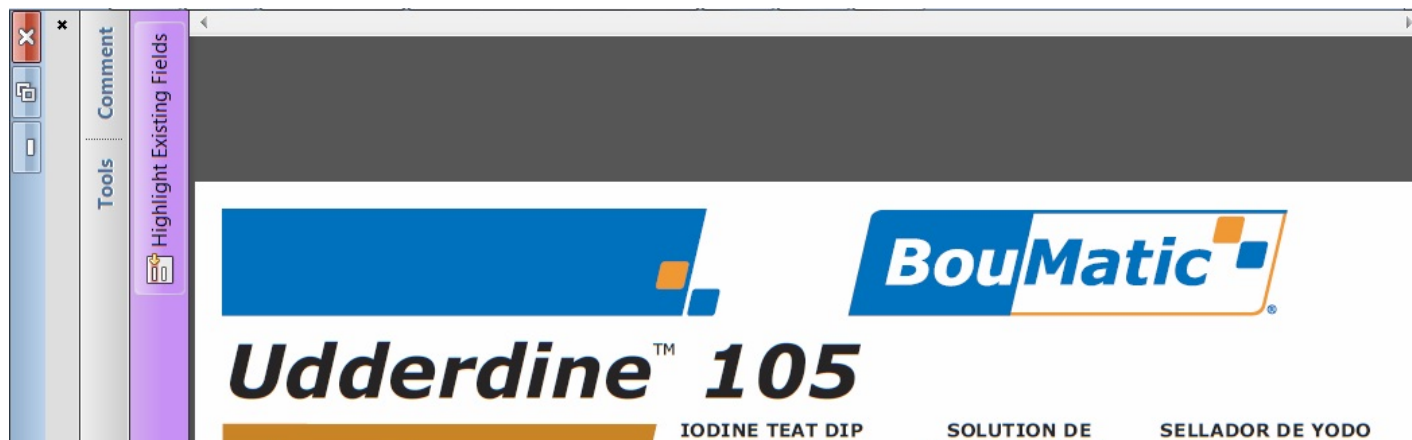 Comment
Tools
Highlight Existing Fields
BouMatic®
Udderdine™ 105
IODINE TEAT DIP SOLUTION DE SELLADOR DE YODO